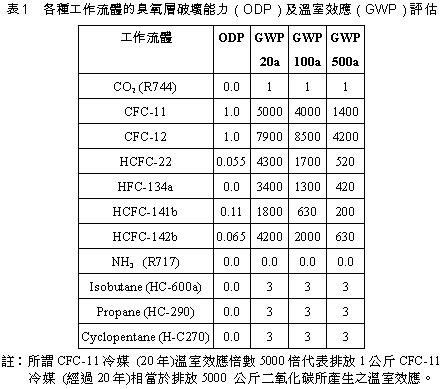 表1 各種工作流體的臭氧層破壞能力（ODP）及溫室效應（GWP）評估
工作流體 ODP GWP 20a GWP 100a GWP 500a
CO₂ (R744) 0.0 1 1 1
CFC-11 1.0 5000 4000 1400
CFC-12 1.0 7900 8500 4200
HCFC-22 0.055 4300 1700 520
HFC-134a 0.0 3400 1300 420
HCFC-141b 0.11 1800 630 200
HCFC-142b 0.065 4200 2000 630
NH₃ (R717) 0.0 0.0 0.0 0.0
Isobutane (HC-600a) 0.0 3 3 3
Propane (HC-290) 0.0 3 3 3
Cyclopentane (H-C270) 0.0 3 3 3
註：所謂 CFC-11 冷媒 (20 年)溫室效應倍數 5000 倍代表排放 1 公斤 CFC-11
冷媒 (經過 20 年)相當於排放 5000 公斤二氧化碳所產生之溫室效應。